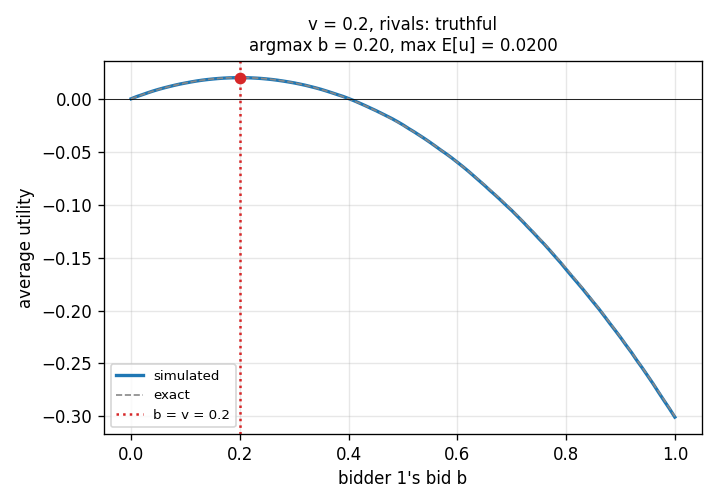 v = 0.2, rivals: truthful
argmax b = 0.20, max E[u] = 0.0200
average utility
0.00
−0.05
−0.10
−0.15
−0.20
−0.25
−0.30
simulated
exact
b = v = 0.2
0.0 0.2 0.4 0.6 0.8 1.0
bidder 1's bid b